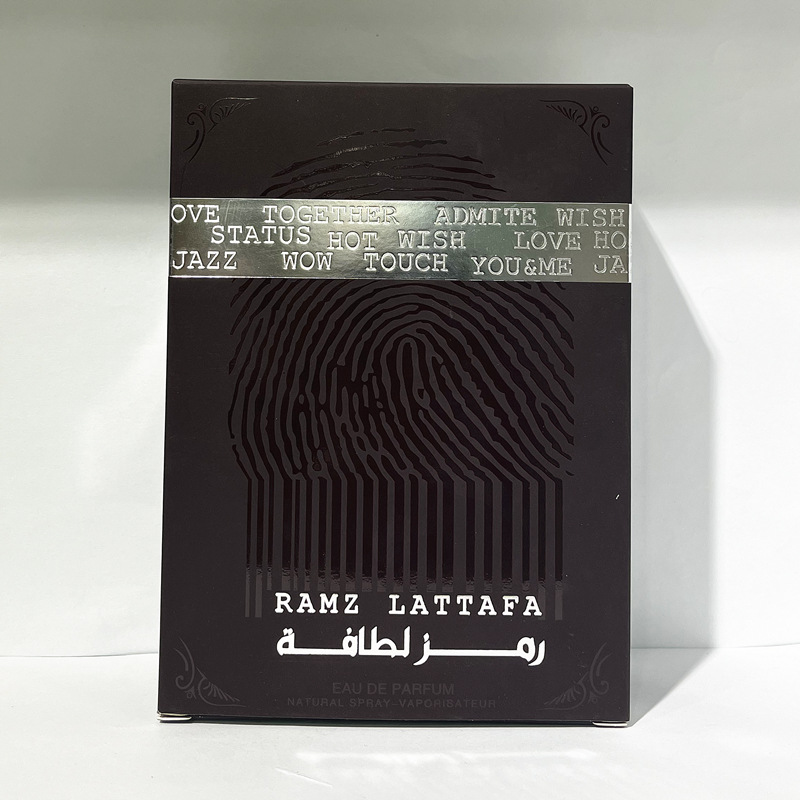 OVE TOGETHER ADMITE WISH
STATUS HOT WISH LOVE HO
JAZZ WOW TOUCH YOU&ME JA
RAMZ LATTAFA
رمز لطافة
EAU DE PARFUM
NATURAL SPRAY-VAPORISATEUR